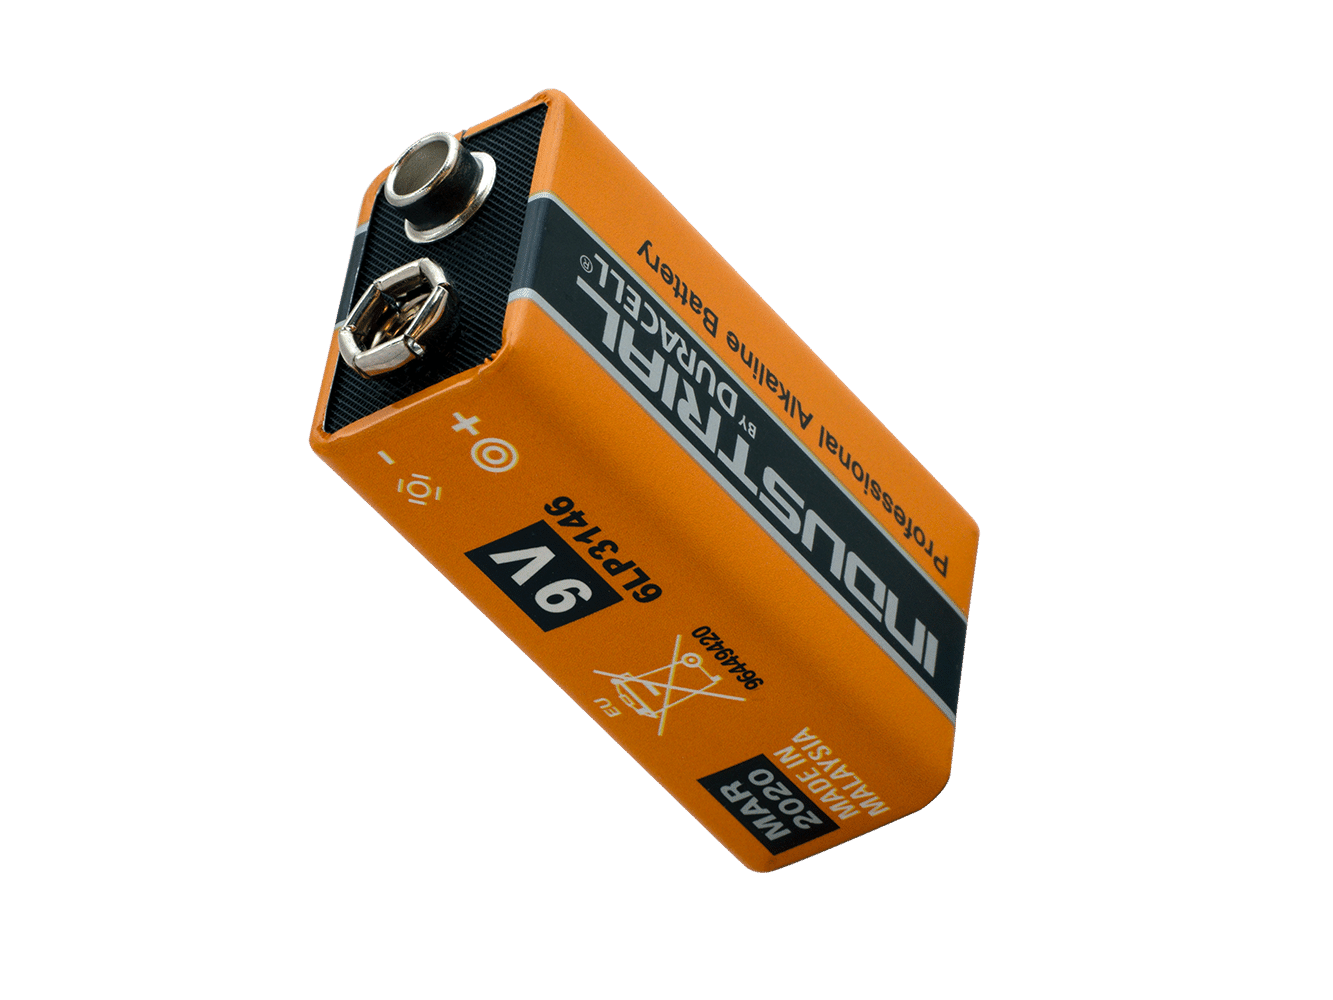 INDUSTRIAL
BY DURACELL®
Professional Alkaline Battery
+
-
9V
6LP3146
EU
96449420
MAR
2020
MADE IN
MALAYSIA